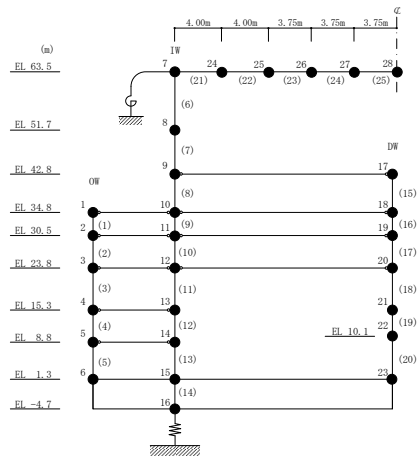 ℄
4.00m 4.00m 3.75m 3.75m 3.75m
(m) IW
7 24 25 26 27 28
EL 63.5 (21) (22) (23) (24) (25)
(6)
EL 51.7 8
(7)
DW
EL 42.8 9 17
OW (8) (15)
EL 34.8 1 10 18
(1) (9) (16)
EL 30.5 2 11 19
(2) (10) (17)
EL 23.8 3 12 20
(3) (11) (18)
EL 15.3 4 13 21
(4) (12) (19)
EL 10.1 22
EL 8.8 5 14
(5) (13) (20)
EL 1.3 6 15 23
(14)
EL -4.7 16